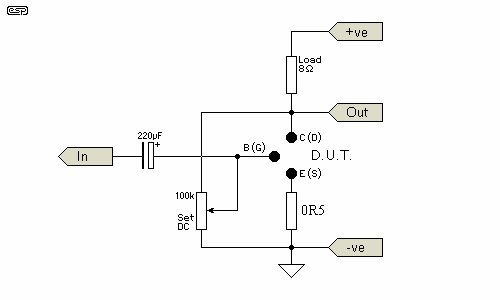 esp
+ve
Load
8Ω
Out
220µF
+
C (D)
B (G)
D.U.T.
In
E (S)
100k
Set
DC
0R5
-ve